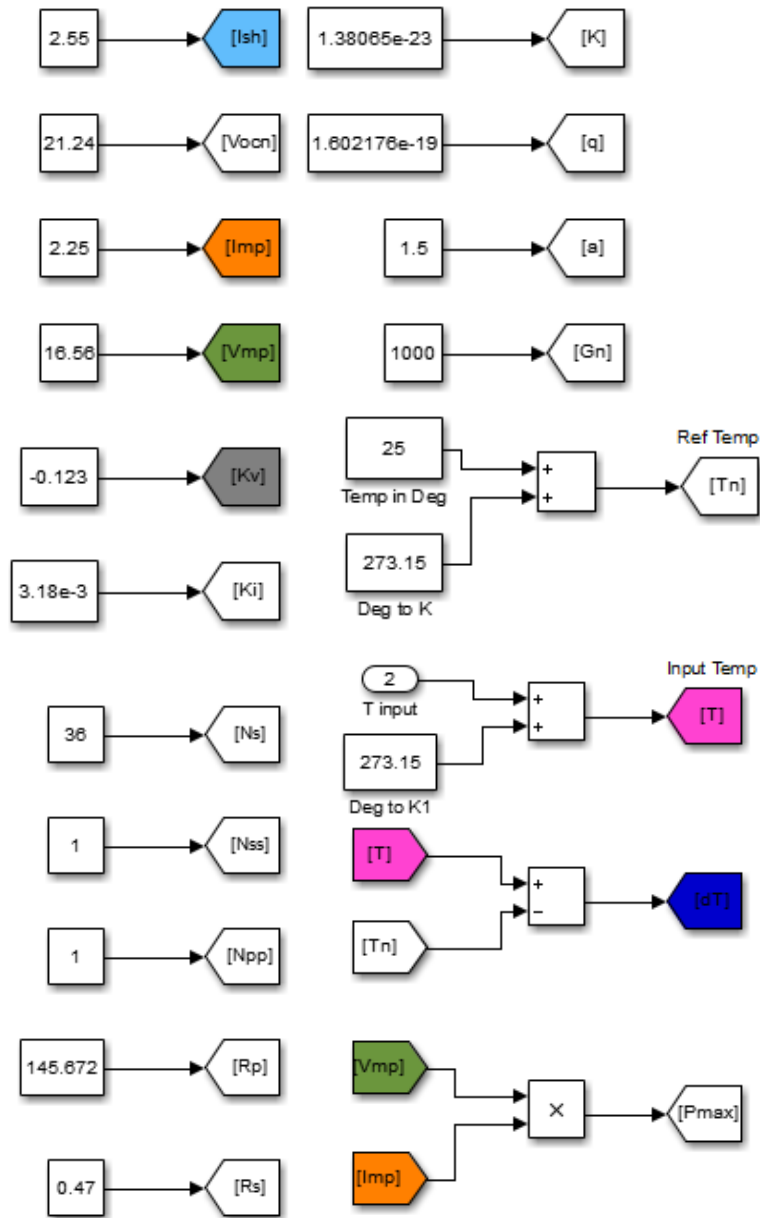 2.55
[Ish]
1.38065e-23
[K]
21.24
[Vocn]
1.602176e-19
[q]
2.25
[Imp]
1.5
[a]
16.56
[Vmp]
1000
[Gn]
-0.123
[Kv]
25
Temp in Deg
+
+
Ref Temp
[Tn]
3.18e-3
[Ki]
273.15
Deg to K
2
T input
+
+
Input Temp
[T]
36
[Ns]
273.15
Deg to K1
1
[Nss]
[T]
+
−
[dT]
1
[Npp]
[Tn]
145.672
[Rp]
[Vmp]
×
[Pmax]
0.47
[Rs]
[Imp]